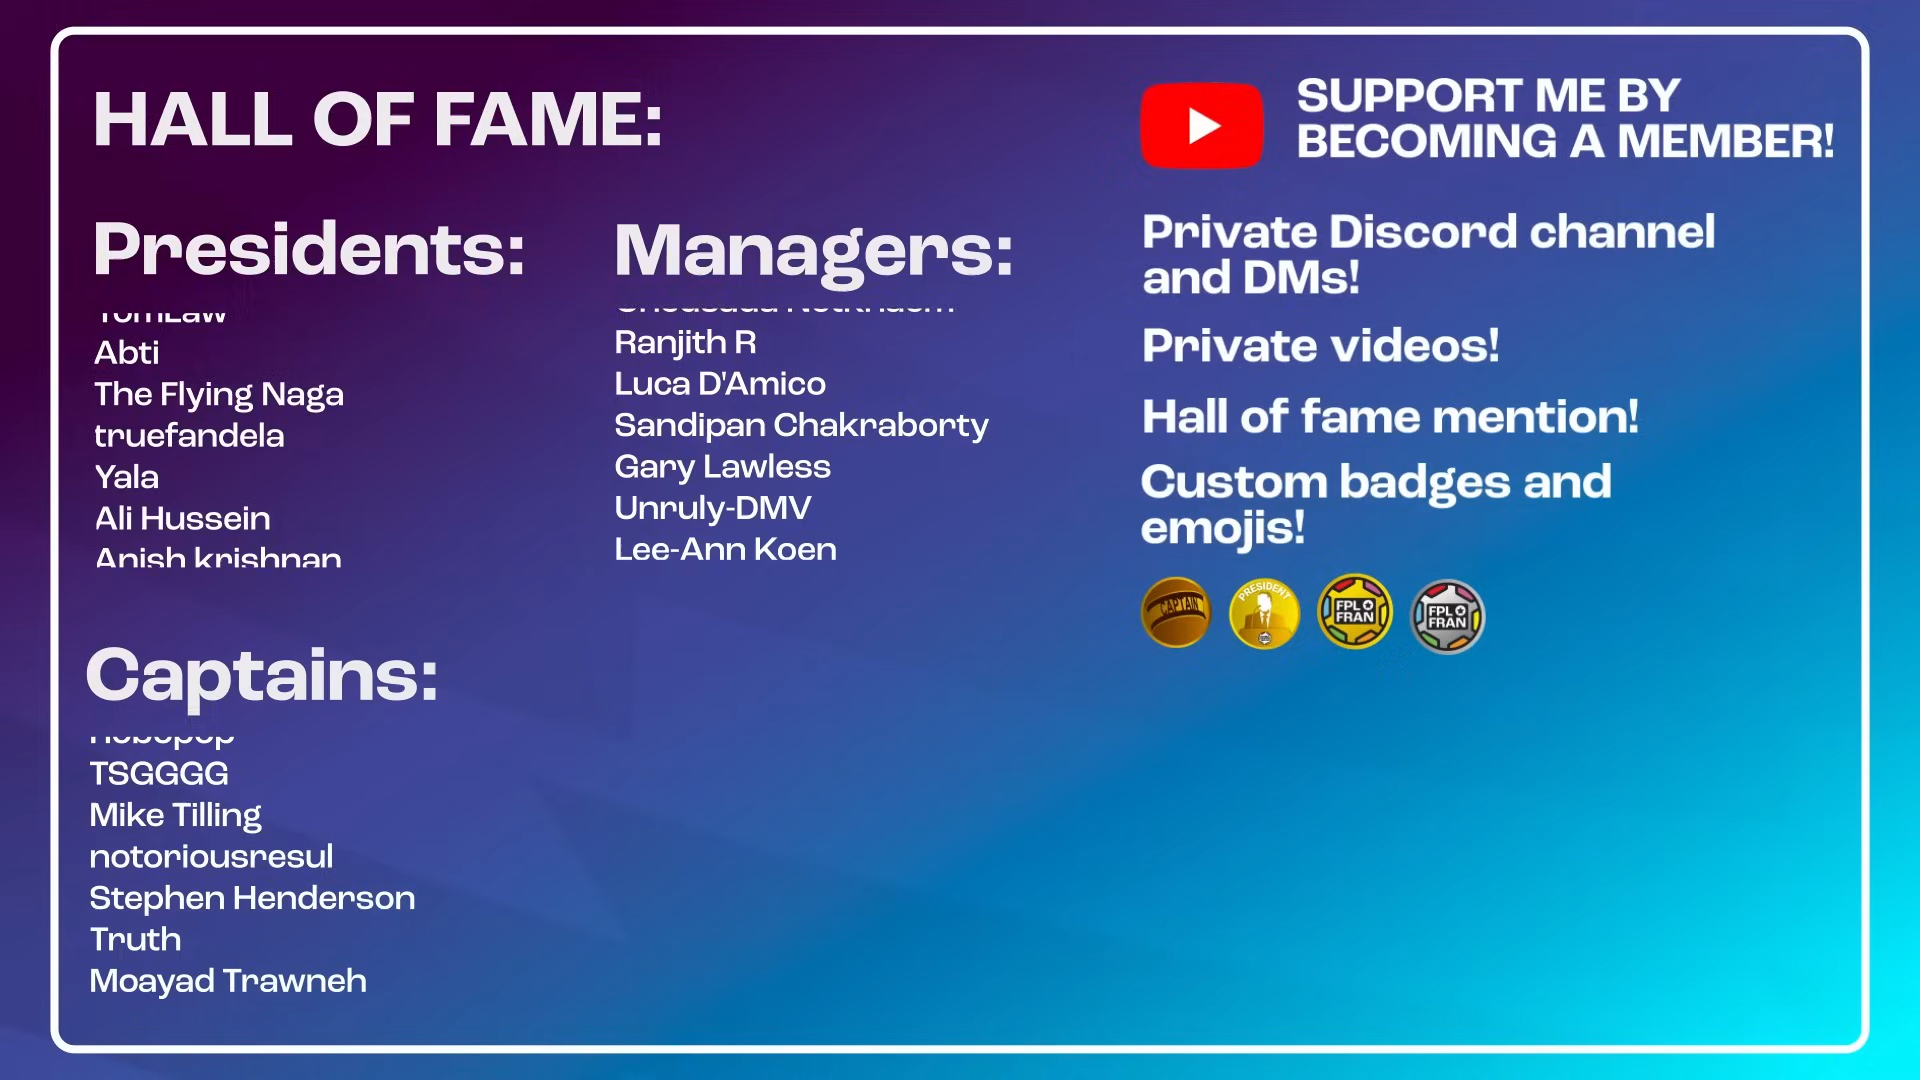 HALL OF FAME:
Presidents:
TomLaw
Abti
The Flying Naga
truefandela
Yala
Ali Hussein
Anish krishnan
Managers:
Ranjith R
Luca D'Amico
Sandipan Chakraborty
Gary Lawless
Unruly-DMV
Lee-Ann Koen
Captains:
TSGGGG
Mike Tilling
notoriousresul
Stephen Henderson
Truth
Moayad Trawneh
SUPPORT ME BY
BECOMING A MEMBER!
Private Discord channel
and DMs!
Private videos!
Hall of fame mention!
Custom badges and
emojis!
CAPTAIN
PRESIDENT
FPL
FRAN
FPL
FRAN